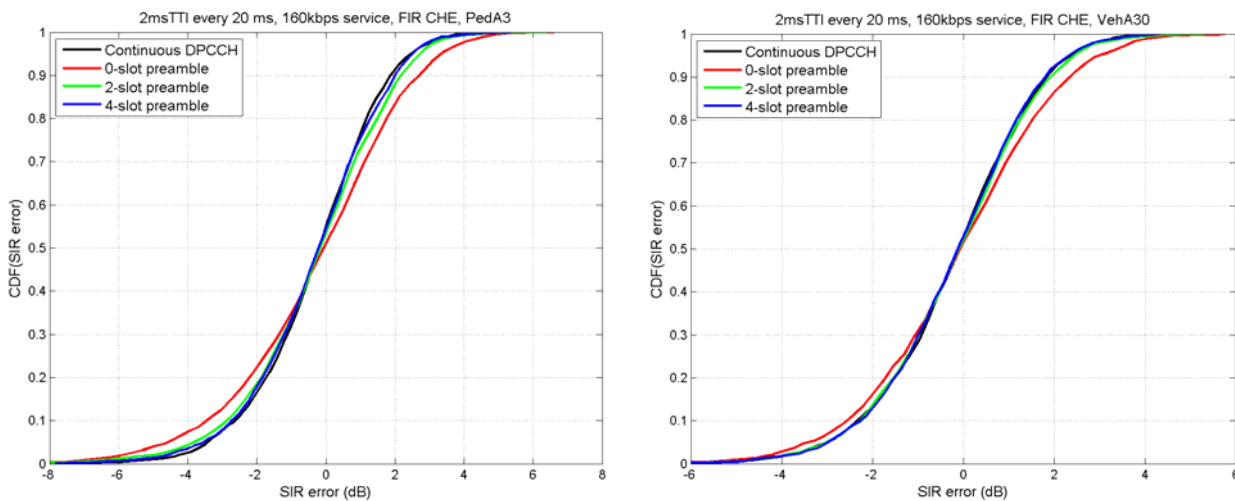 2msTTI every 20 ms, 160kbps service, FIR CHE, PedA3
CDF(SIR error)
1
0.9
0.8
0.7
0.6
0.5
0.4
0.3
0.2
0.1
0
Continuous DPCCH
0-slot preamble
2-slot preamble
4-slot preamble
-8 -6 -4 -2 0 2 4 6 8
SIR error (dB)
2msTTI every 20 ms, 160kbps service, FIR CHE, VehA30
CDF(SIR error)
1
0.9
0.8
0.7
0.6
0.5
0.4
0.3
0.2
0.1
0
Continuous DPCCH
0-slot preamble
2-slot preamble
4-slot preamble
-6 -4 -2 0 2 4 6
SIR error (dB)